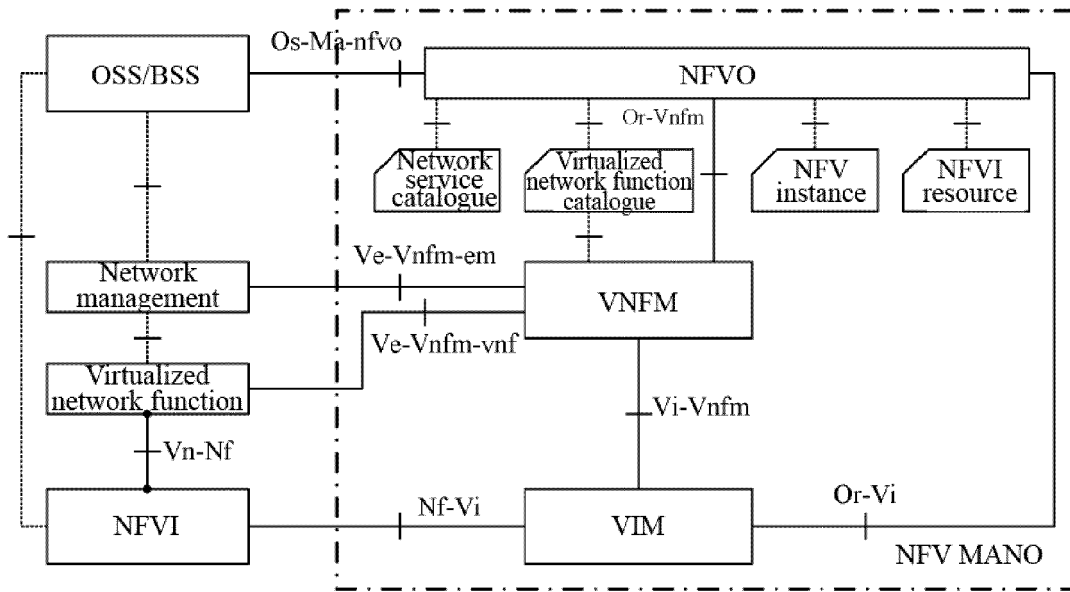 Os-Ma-nfvo
OSS/BSS
NFVO
Or-Vnfm
Network
service
catalogue
Virtualized
network function
catalogue
NFV
instance
NFVI
resource
Ve-Vnfm-em
Network
management
VNFM
Ve-Vnfm-vnf
Virtualized
network function
Vi-Vnfm
Vn-Nf
Nf-Vi
Or-Vi
NFVI
VIM
NFV MANO